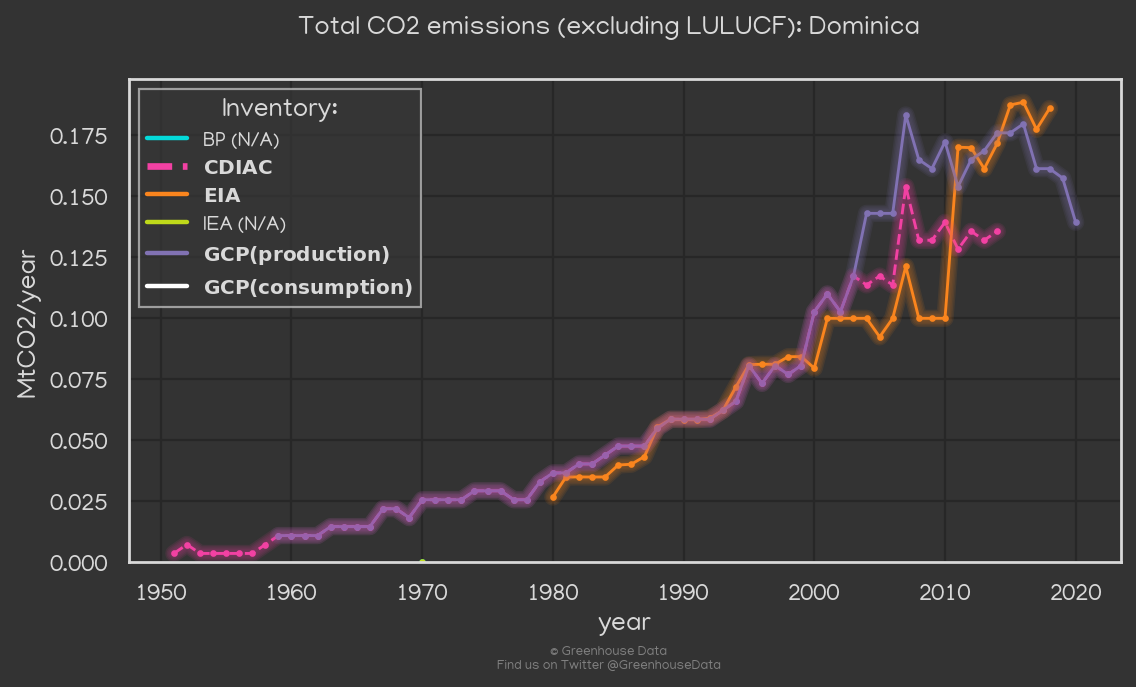 Total CO2 emissions (excluding LULUCF): Dominica
Inventory:
BP (N/A)
CDIAC
EIA
IEA (N/A)
GCP(production)
GCP(consumption)
MtCO2/year
0.175
0.150
0.125
0.100
0.075
0.050
0.025
0.000
1950 1960 1970 1980 1990 2000 2010 2020
year
© Greenhouse Data
Find us on Twitter @GreenhouseData